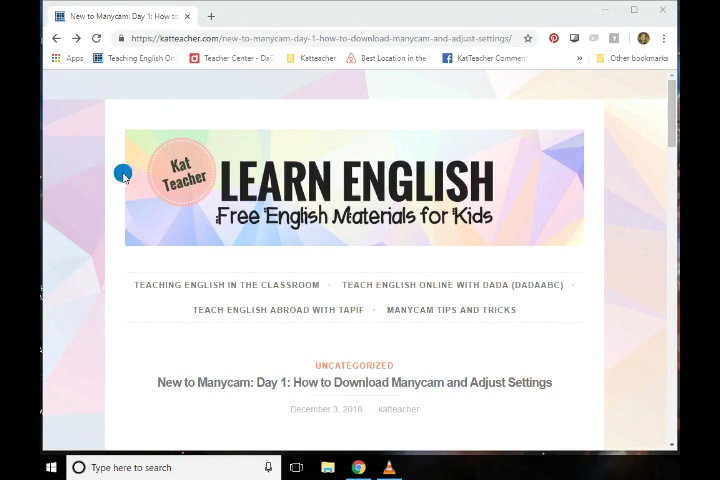 New to Manycam: Day 1: How to
https://katteacher.com/new-to-manycam-day-1-how-to-download-manycam-and-adjust-settings/
Apps Teaching English Onl Teacher Center - DaD Katteacher Best Location in the KatTeacher Comment » Other bookmarks
Kat
Teacher
LEARN ENGLISH
Free English Materials for Kids
TEACHING ENGLISH IN THE CLASSROOM
TEACH ENGLISH ONLINE WITH DADA (DADAABC)
TEACH ENGLISH ABROAD WITH TAPIF
MANYCAM TIPS AND TRICKS
UNCATEGORIZED
New to Manycam: Day 1: How to Download Manycam and Adjust Settings
December 3, 2018 katteacher
Type here to search